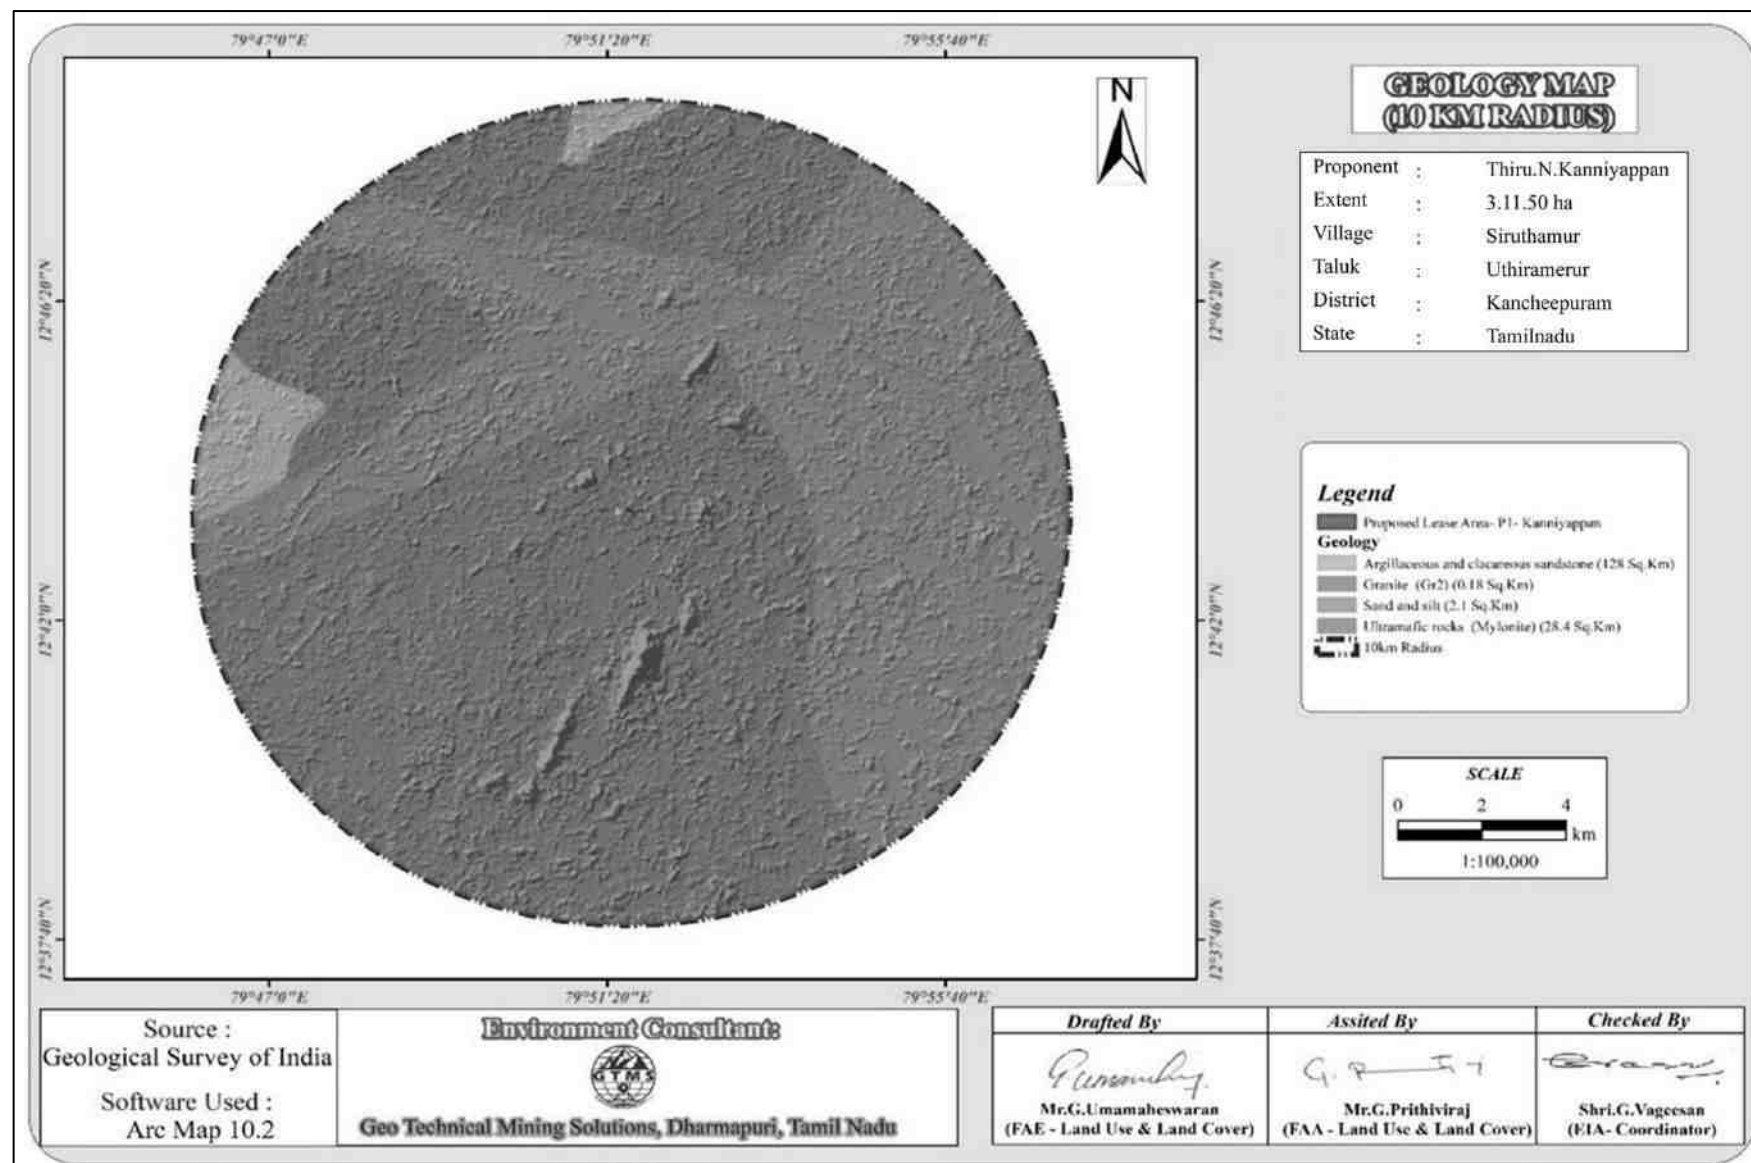 79°47'0"E
79°51'20"E
79°55'40"E
N
12°46'20"N
12°42'0"N
12°37'40"N
12°46'20"N
12°42'0"N
12°37'40"N
79°47'0"E
79°51'20"E
79°55'40"E
GEOLOGY MAP
(10 KM RADIUS)
Proponent : Thiru.N.Kanniyappan
Extent : 3.11.50 ha
Village : Siruthamur
Taluk : Uthiramerur
District : Kancheepuram
State : Tamilnadu
Legend
Proposed Lease Area- P1- Kanniyappan
Geology
Argillaceous and clacareous sandstone (128 Sq.Km)
Granite (Gr2) (0.18 Sq.Km)
Sand and silt (2.1 Sq.Km)
Ultramafic rocks (Mylonite) (28.4 Sq.Km)
10km Radius
SCALE
0 2 4
km
1:100,000
Source :
Geological Survey of India
Software Used :
Arc Map 10.2
Environment Consultant:
GTMS
Geo Technical Mining Solutions, Dharmapuri, Tamil Nadu
Drafted By
Mr.G.Umamaheswaran
(FAE - Land Use & Land Cover)
Assited By
Mr.G.Prithiviraj
(FAA - Land Use & Land Cover)
Checked By
Shri.G.Vageesan
(EIA- Coordinator)